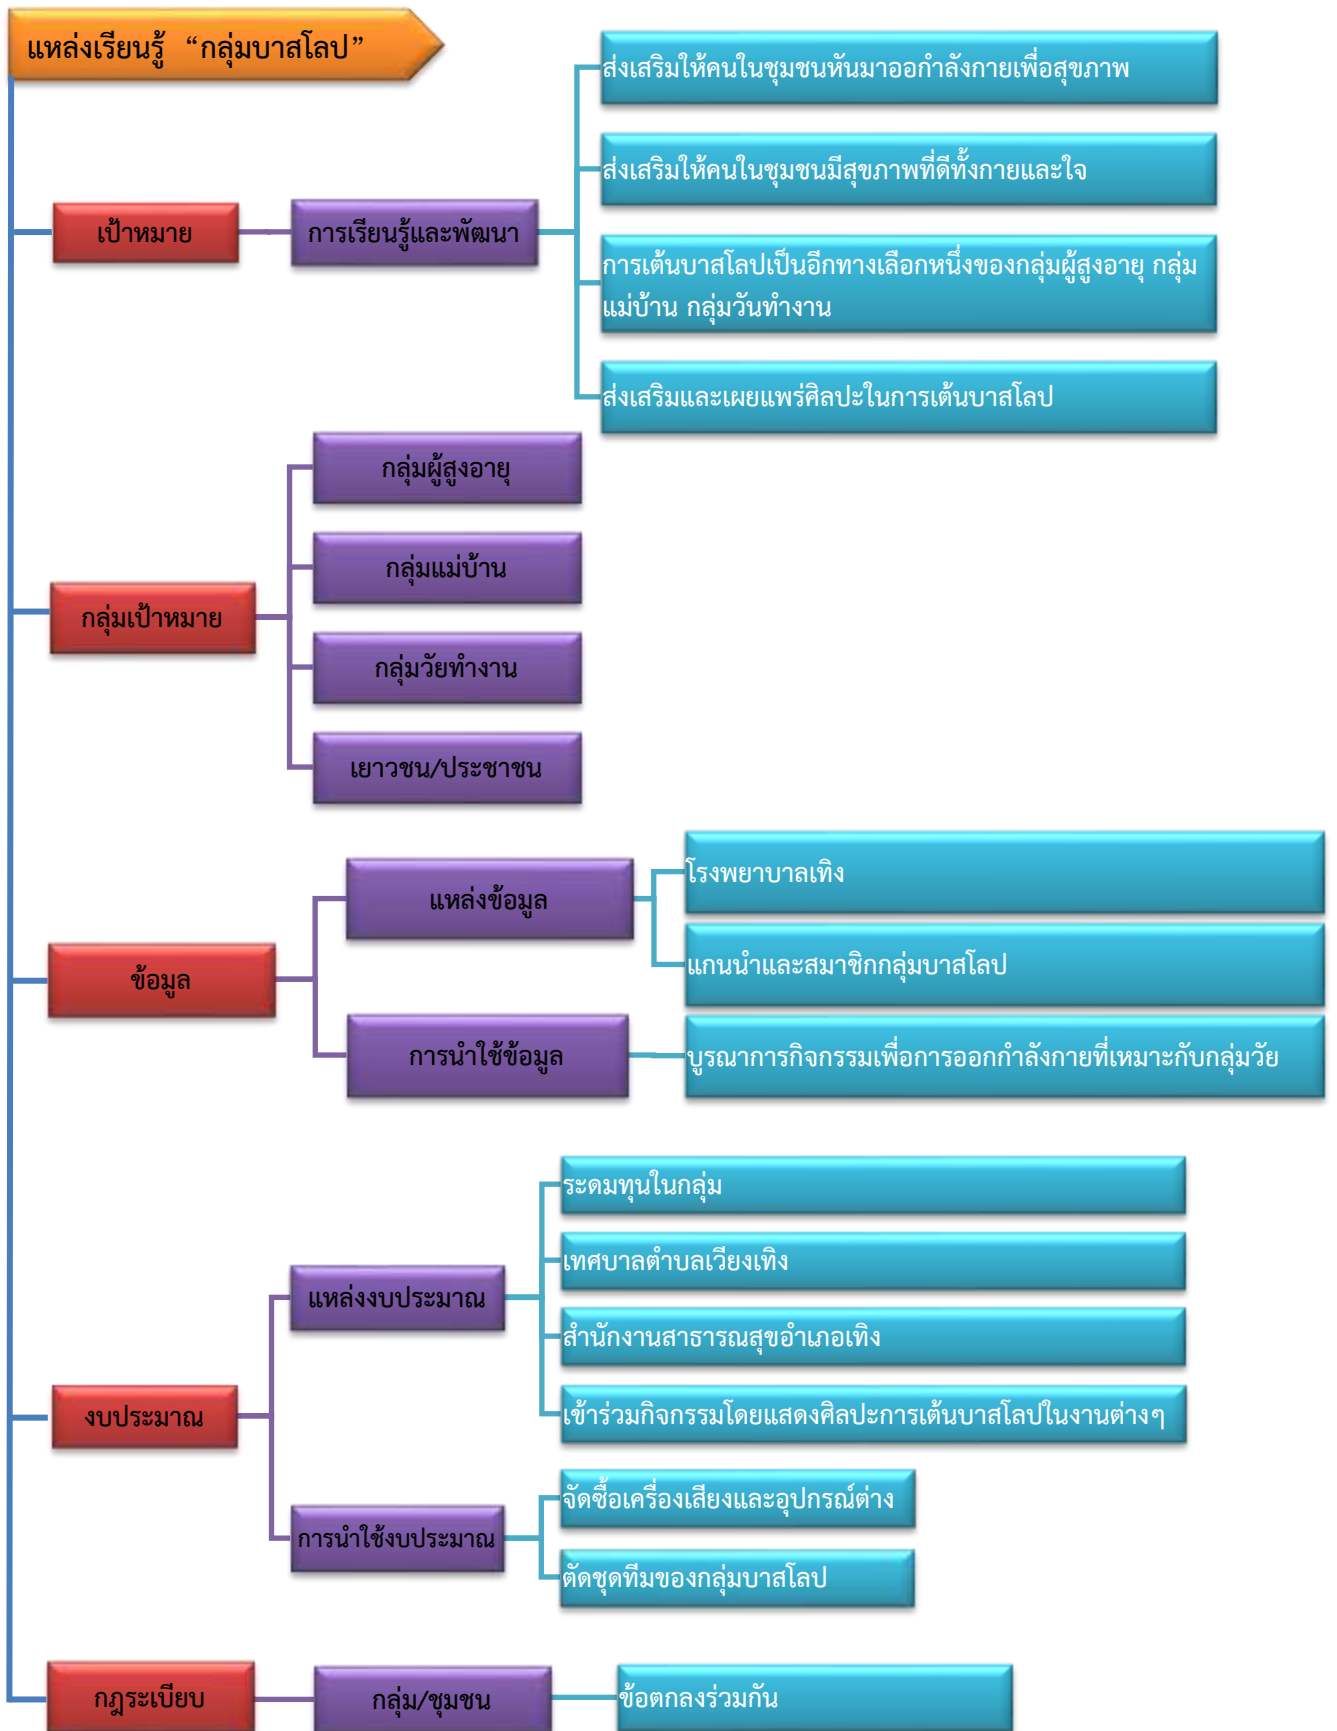 แหล่งเรียนรู้ “กลุ่มบาสโลป”
ส่งเสริมให้คนในชุมชนหันมาออกำลังกายเพื่อสุขภาพ
ส่งเสริมให้คนในชุมชนมีสุขภาพที่ดีทั้งกายและใจ
เป้าหมาย
การเรียนรู้และพัฒนา
การเต้นบาสโลปเป็นอีกทางเลือกหนึ่งของกลุ่มผู้สูงอายุ กลุ่ม
แม่บ้าน กลุ่มวันทำงาน
ส่งเสริมและเผยแพร่ศิลปะในการเต้นบาสโลป
กลุ่มเป้าหมาย
กลุ่มผู้สูงอายุ
กลุ่มแม่บ้าน
กลุ่มวัยทำงาน
เยาวชน/ประชาชน
ข้อมูล
แหล่งข้อมูล
โรงพยาบาลเทิง
แกนนำและสมาชิกกลุ่มบาสโลป
การนำใช้ข้อมูล
บูรณาการกิจกรรมเพื่อการออกกำลังกายที่เหมาะกับกลุ่มวัย
งบประมาณ
แหล่งงบประมาณ
ระดมทุนในกลุ่ม
เทศบาลตำบลเวียงเทิง
สำนักงานสาธารณสุขอำเภอเทิง
เข้าร่วมกิจกรรมโดยแสดงศิลปะการเต้นบาสโลปในงานต่างๆ
การนำใช้งบประมาณ
จัดซื้อเครื่องเสียงและอุปกรณ์ต่าง
ตัดชุดทีมของกลุ่มบาสโลป
กฎระเบียบ
กลุ่ม/ชุมชน
ข้อตกลงร่วมกัน